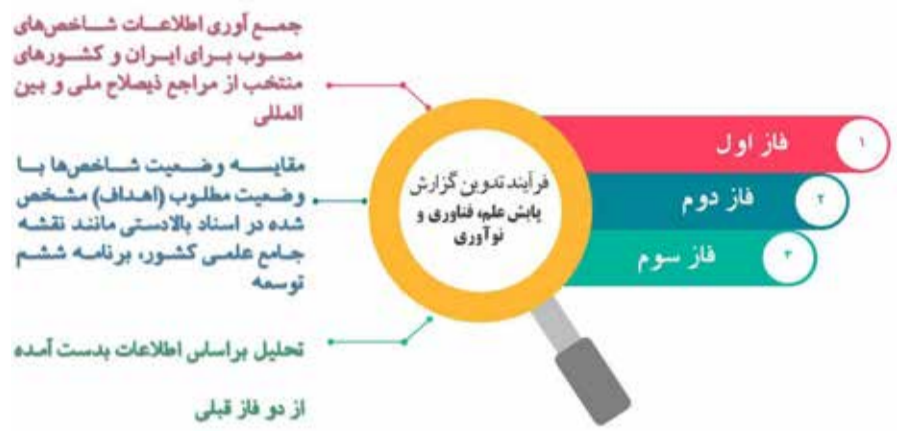 فاز اول
۱
فاز دوم
۲
فاز سوم
۳
فرآیند تدوین گزارش
پایش علم، فناوری و
نوآوری
جمع آوری اطلاعات شاخص‌های
مصوب برای ایران و کشورهای
منتخب از مراجع ذیصلاح ملی و بین
المللی
مقایسه وضعیت شاخص‌ها با
وضعیت مطلوب (اهداف) مشخص
شده در اسناد بالادستی مانند نقشه
جامع علمی کشور، برنامه ششم
توسعه
تحلیل براساس اطلاعات بدست آمده
از دو فاز قبلی